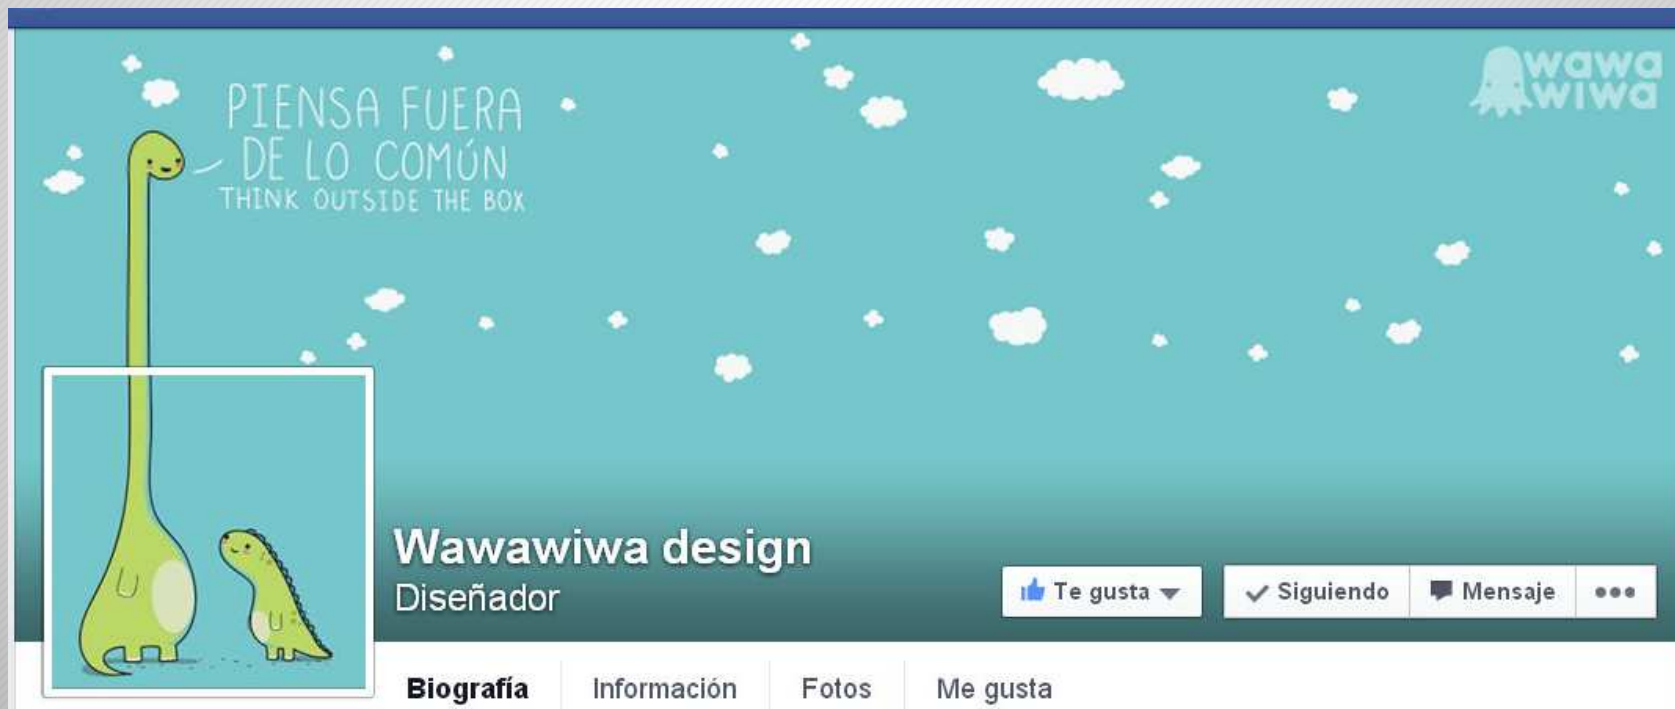 PIENSA FUERA
DE LO COMÚN
THINK OUTSIDE THE BOX
wawa
wiwa
Wawawiwa design
Diseñador
Te gusta
Siguiendo
Mensaje
Biografía
Información
Fotos
Me gusta